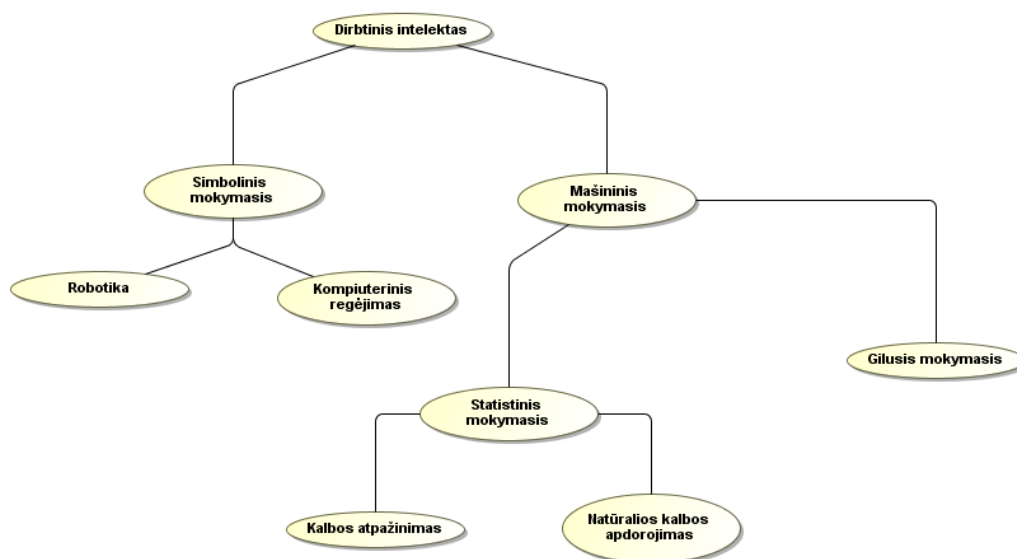 Dirbtinis intelektas
Simbolinis
mokymasis
Mašininis
mokymasis
Robotika
Kompiuterinis
regėjimas
Gilusis mokymasis
Statistinis
mokymasis
Kalbos atpažinimas
Natūralios kalbos
apdorojimas